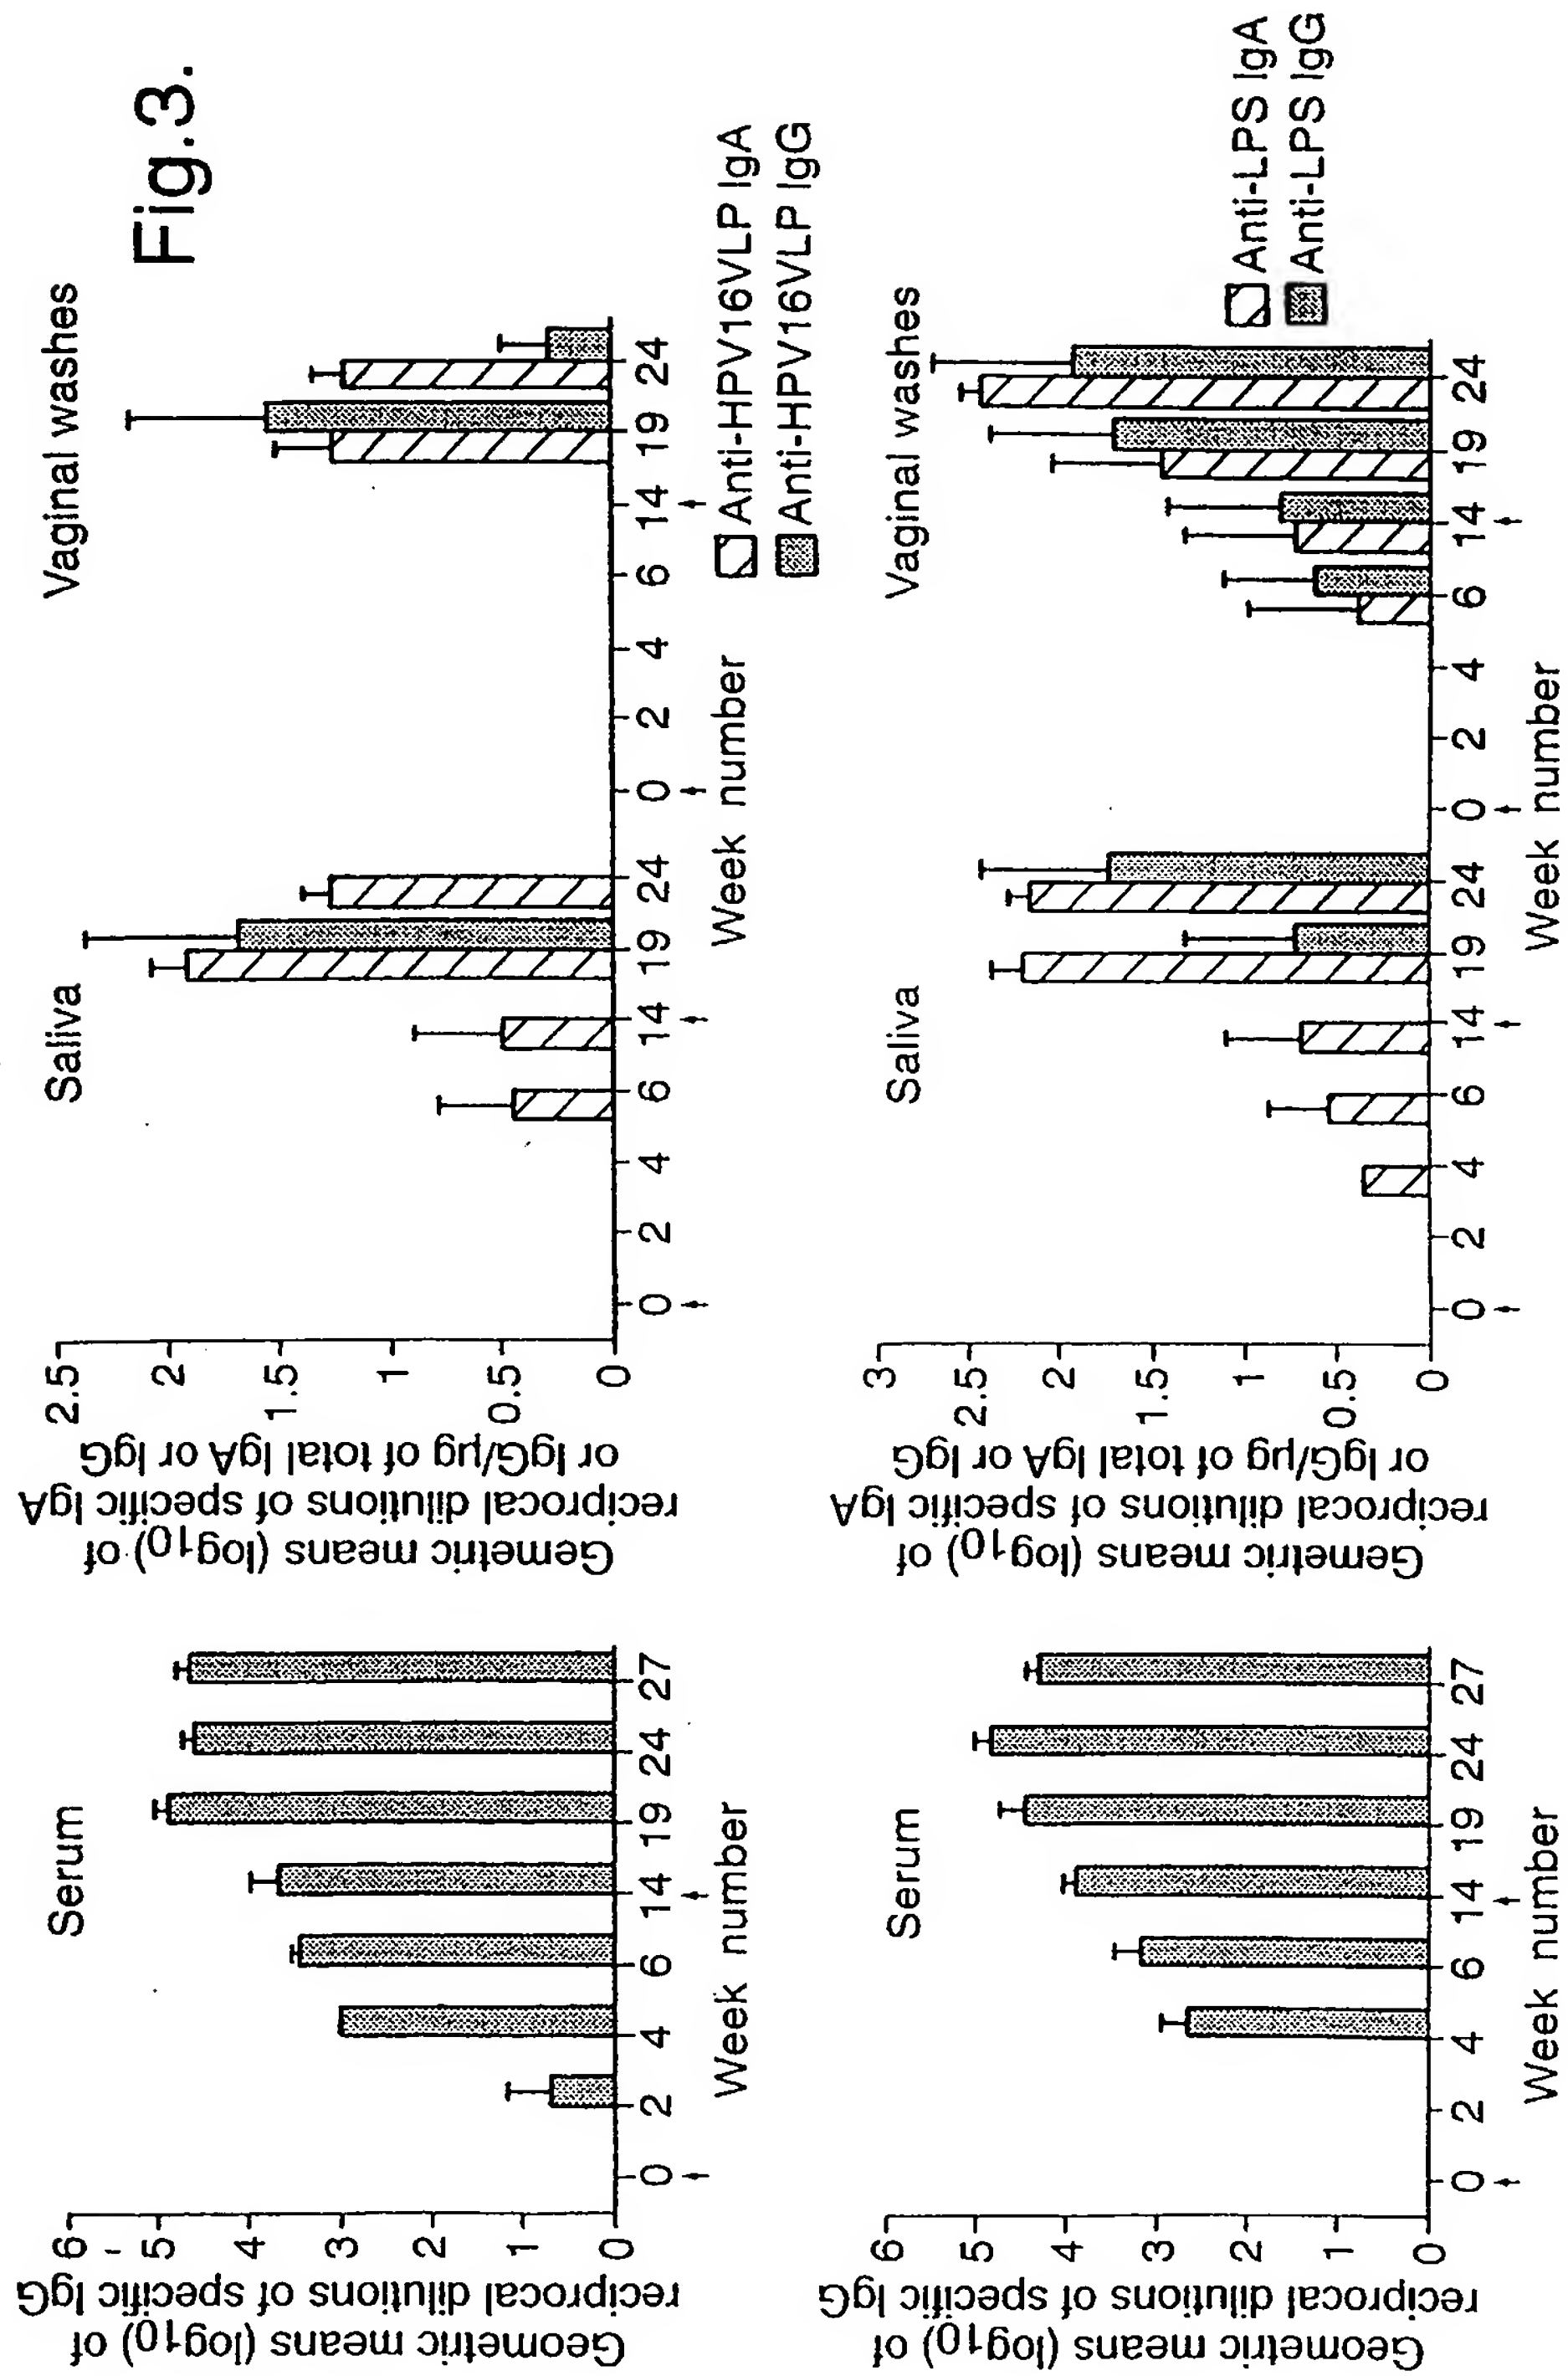 Fig.3.
Serum
Geometric means (log10) of
reciprocal dilutions of specific IgG
6
5
4
3
2
1
0
0 2 4 6 14 19 24 27
Week number
Saliva
Vaginal washes
Gemetric means (log10) of
reciprocal dilutions of specific IgA
or IgG/µg of total IgA or IgG
2.5
2
1.5
1
0.5
0
0 2 4 6 14 19 24 0 2 4 6 14 19 24
Week number
Anti-HPV16VLP IgA
Anti-HPV16VLP IgG
Serum
Geometric means (log10) of
reciprocal dilutions of specific IgG
6
5
4
3
2
1
0
0 2 4 6 14 19 24 27
Week number
Saliva
Vaginal washes
Gemetric means (log10) of
reciprocal dilutions of specific IgA
or IgG/µg of total IgA or IgG
3
2.5
2
1.5
1
0.5
0
0 2 4 6 14 19 24 0 2 4 6 14 19 24
Week number
Anti-LPS IgA
Anti-LPS IgG